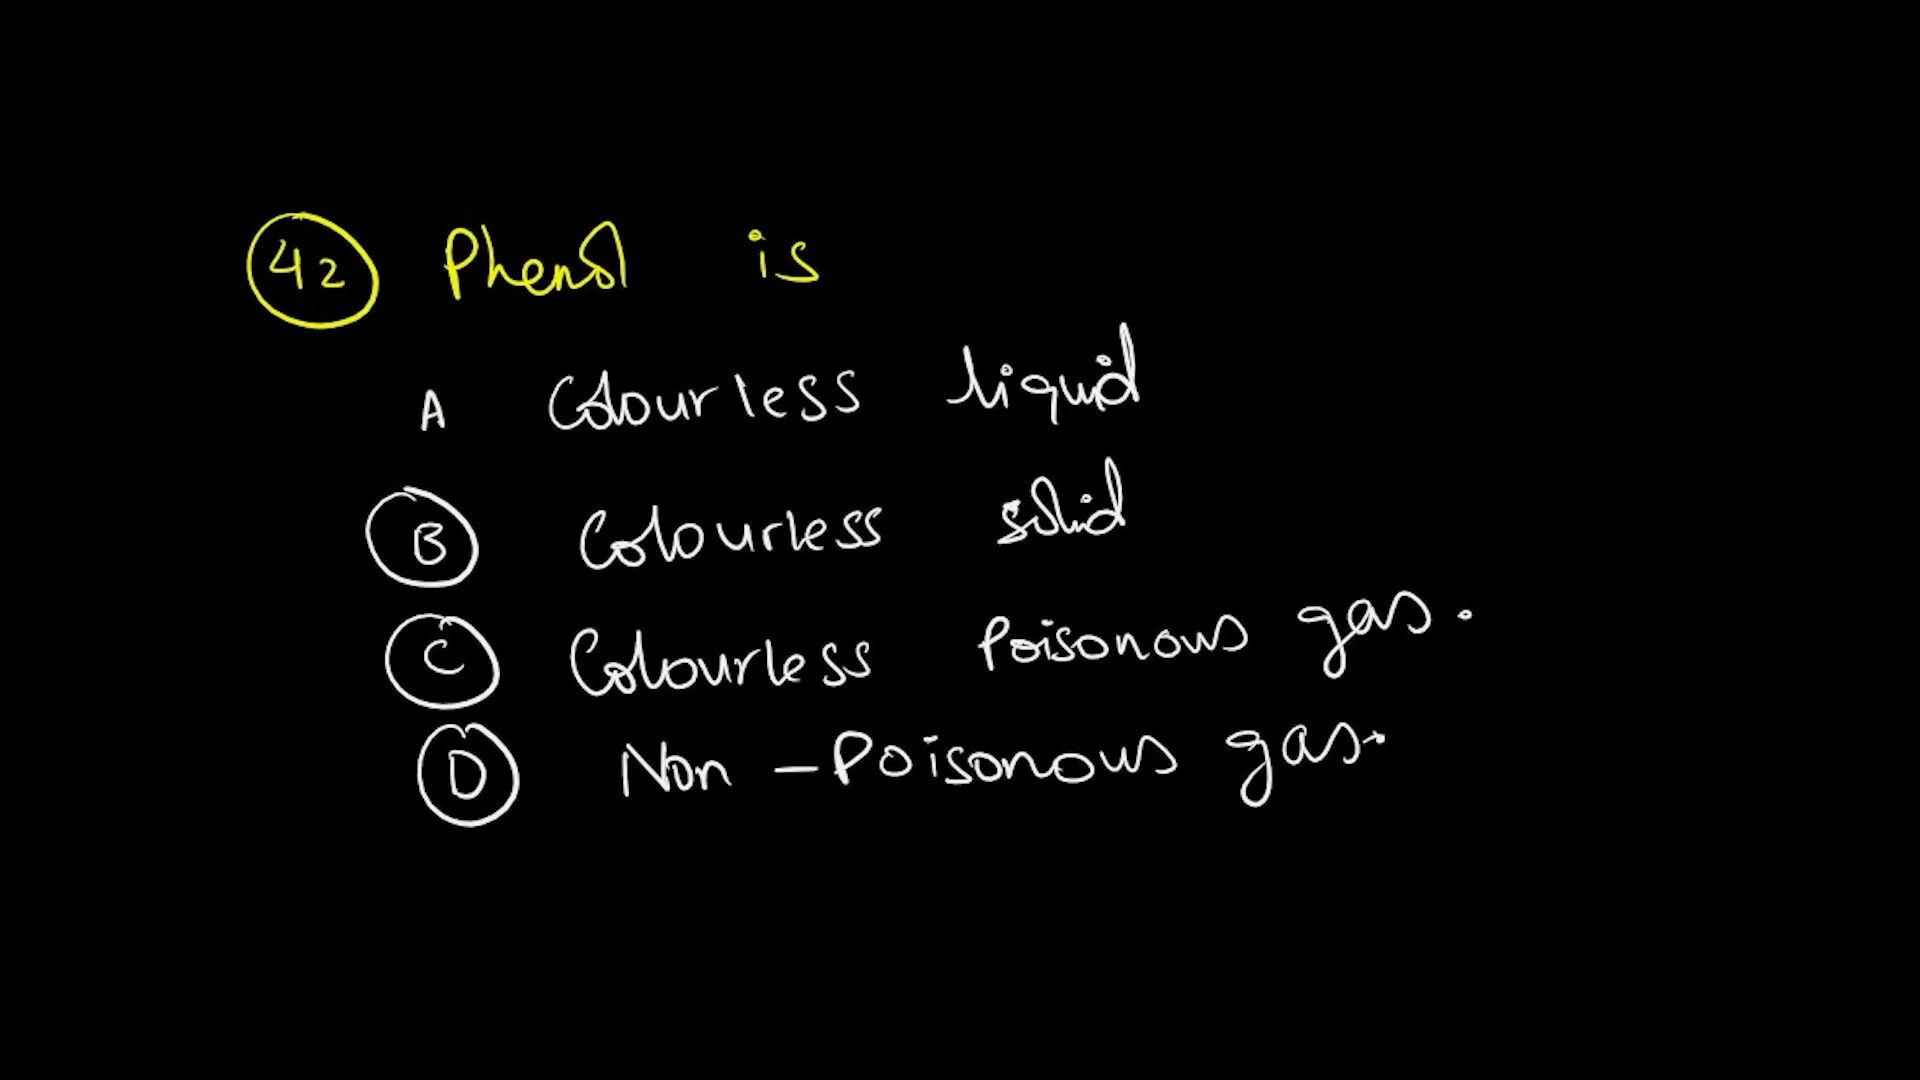 42 Phenol is
A Colourless liquid
B Colourless solid
C Colourless Poisonous gas.
D Non - Poisonous gas.